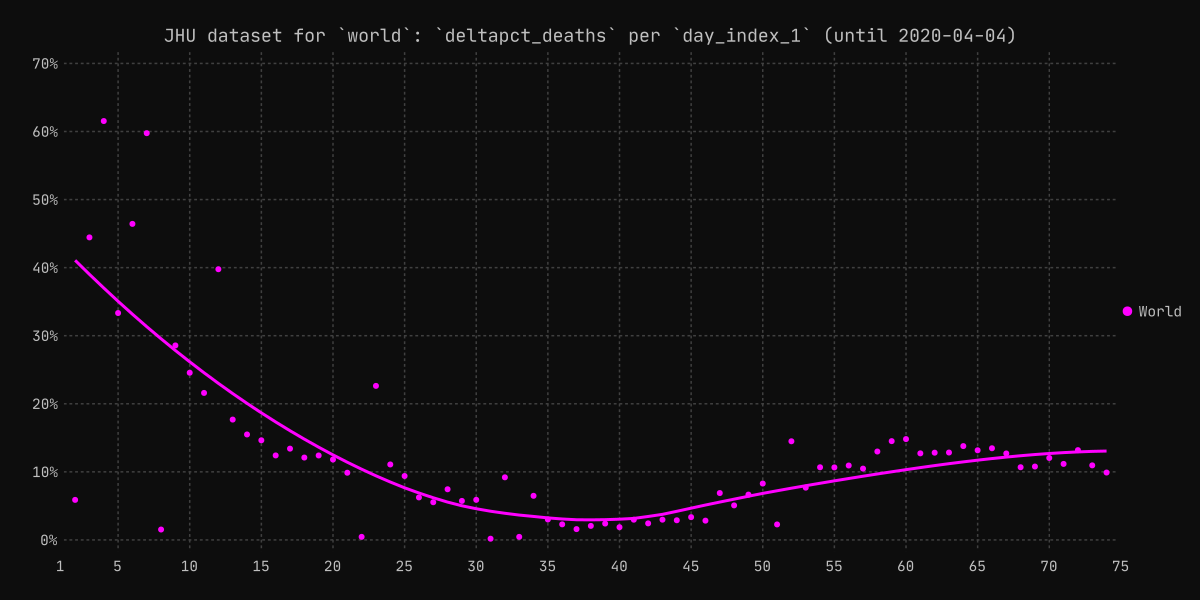 JHU dataset for `world`: `deltapct_deaths` per `day_index_1` (until 2020-04-04)
70%
60%
50%
40%
30%
20%
10%
0%
World
1 5 10 15 20 25 30 35 40 45 50 55 60 65 70 75